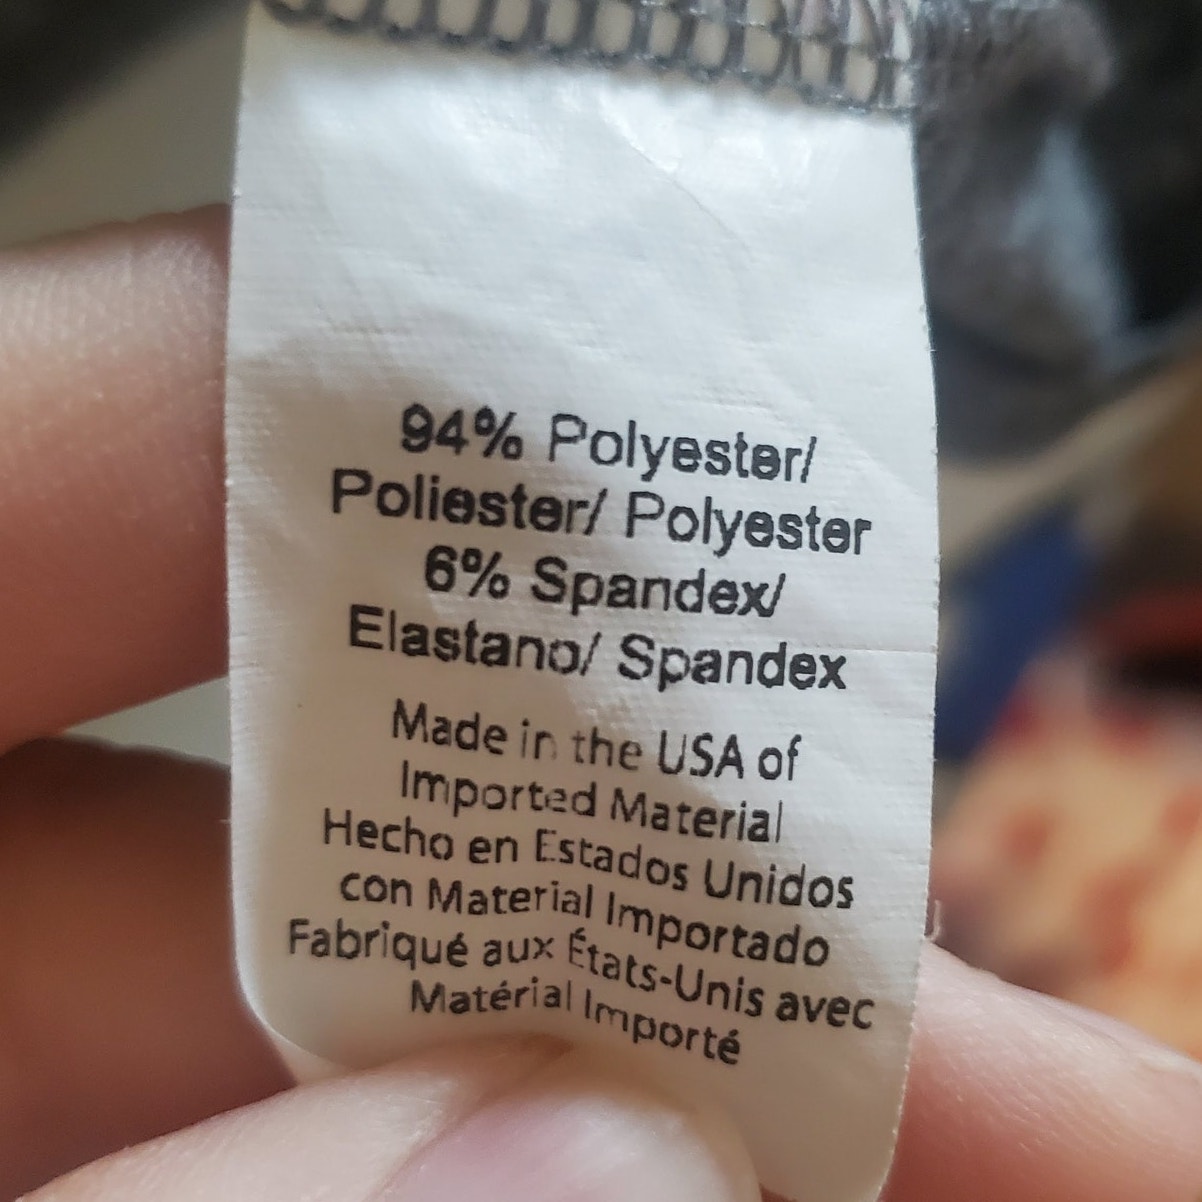 94% Polyester/
Poliester/ Polyester
6% Spandex/
Elastano/ Spandex
Made in the USA of
Imported Material
Hecho en Estados Unidos
con Material Importado
Fabriqué aux États-Unis avec
Matérial Importé